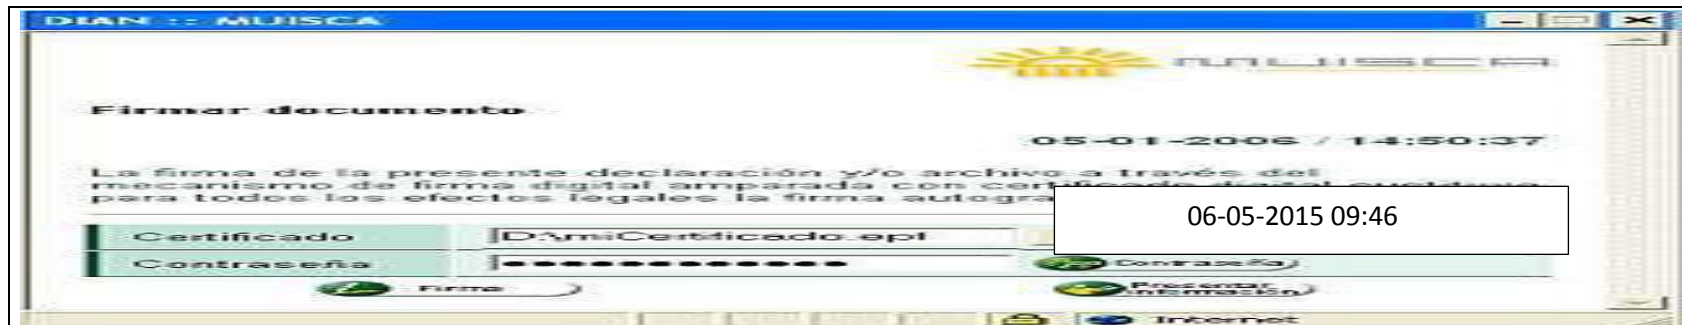 DIAN :: MUISCA
MUISCA
Firmar documento
05-01-2006 / 14:50:37
La firma de la presente declaración y/o archivo a través del
mecanismo de firma digital amparada con certificado digital sustituye
para todos los efectos legales la firma autogra
06-05-2015 09:46
Certificado D:\miCertificado.epf
Contraseña ●●●●●●●●●●●● Contraseña
Firma Presentar información
Internet